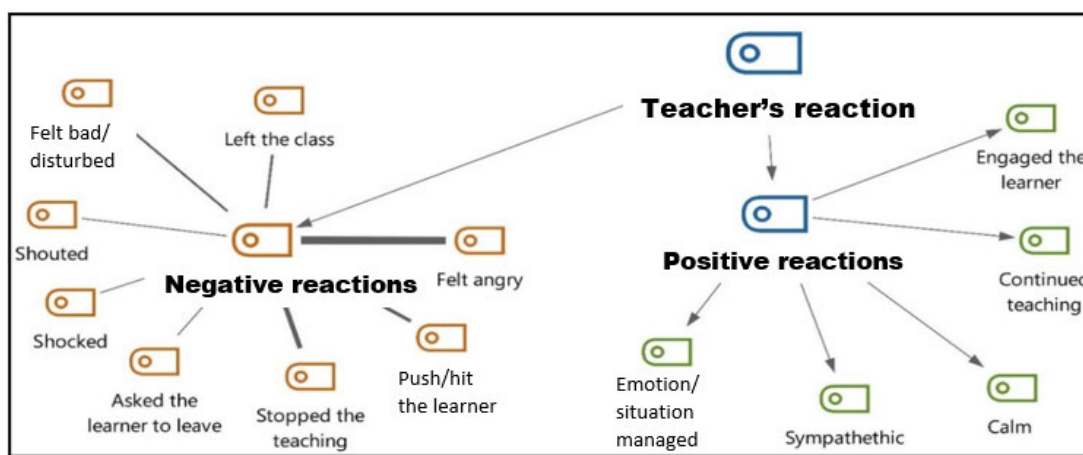 Teacher’s reaction
Felt bad/
disturbed
Left the class
Engaged the
learner
Shouted
Negative reactions
Felt angry
Positive reactions
Continued
teaching
Shocked
Asked the
learner to leave
Stopped the
teaching
Push/hit
the learner
Emotion/
situation
managed
Sympathethic
Calm